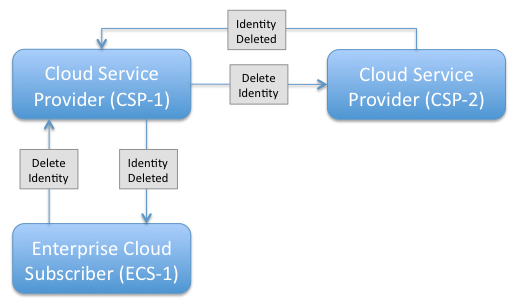 Identity
Deleted
Cloud Service
Provider (CSP-1)
Delete
Identity
Cloud Service
Provider (CSP-2)
Delete
Identity
Identity
Deleted
Enterprise Cloud
Subscriber (ECS-1)